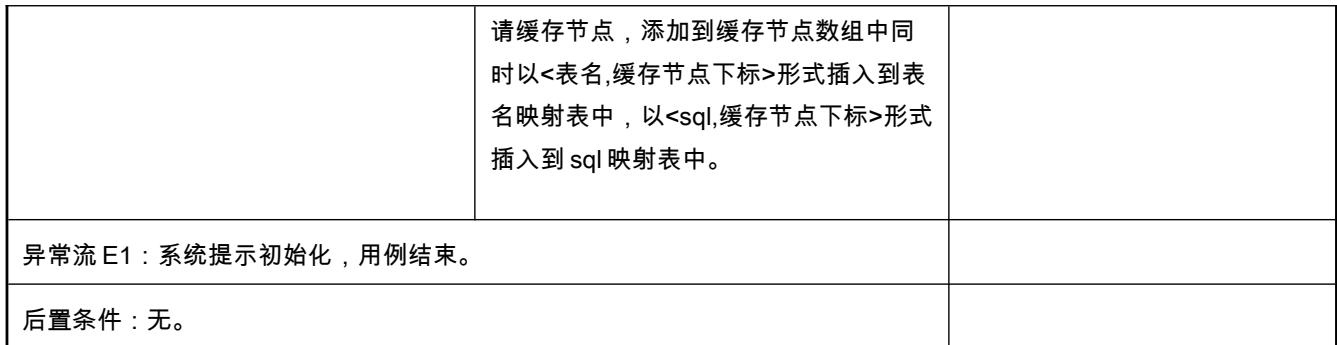 请缓存节点，添加到缓存节点数组中同
时以<表名,缓存节点下标>形式插入到表
名映射表中，以<sql,缓存节点下标>形式
插入到 sql 映射表中。
异常流 E1：系统提示初始化，用例结束。
后置条件：无。